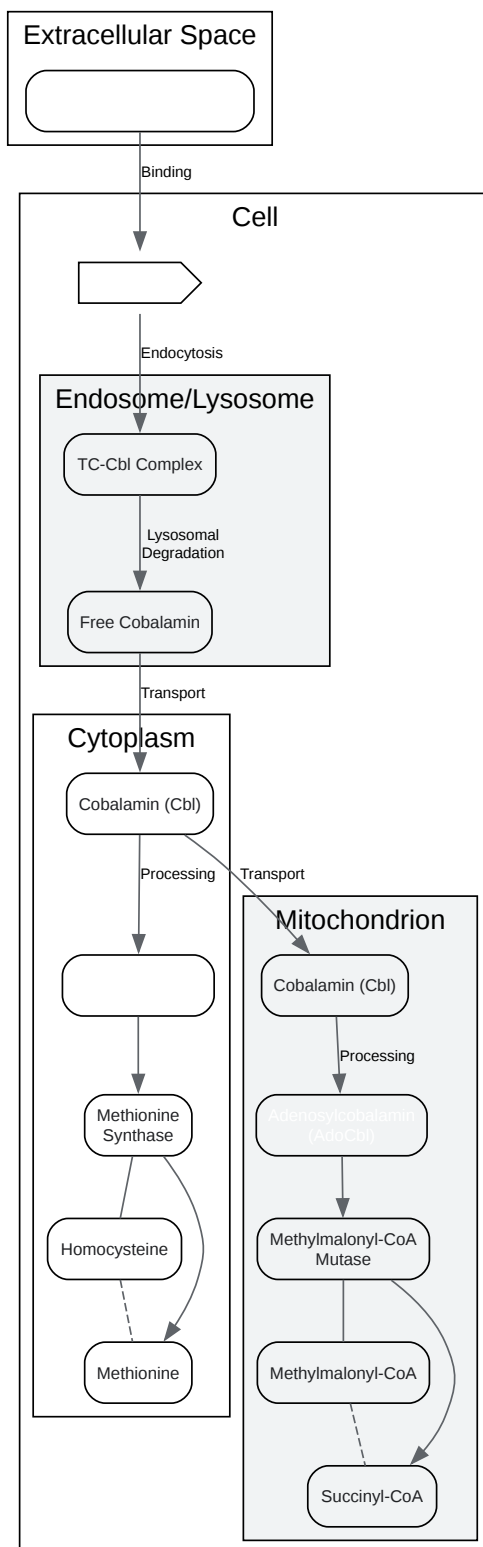 Extracellular Space
Binding
Cell
Endocytosis
Endosome/Lysosome
TC-Cbl Complex
Lysosomal
Degradation
Free Cobalamin
Transport
Cytoplasm
Cobalamin (Cbl)
Processing
Transport
Mitochondrion
Cobalamin (Cbl)
Processing
Methionine
Synthase
Adenosylcobalamin
(AdoCbl)
Homocysteine
Methylmalonyl-CoA
Mutase
Methionine
Methylmalonyl-CoA
Succinyl-CoA